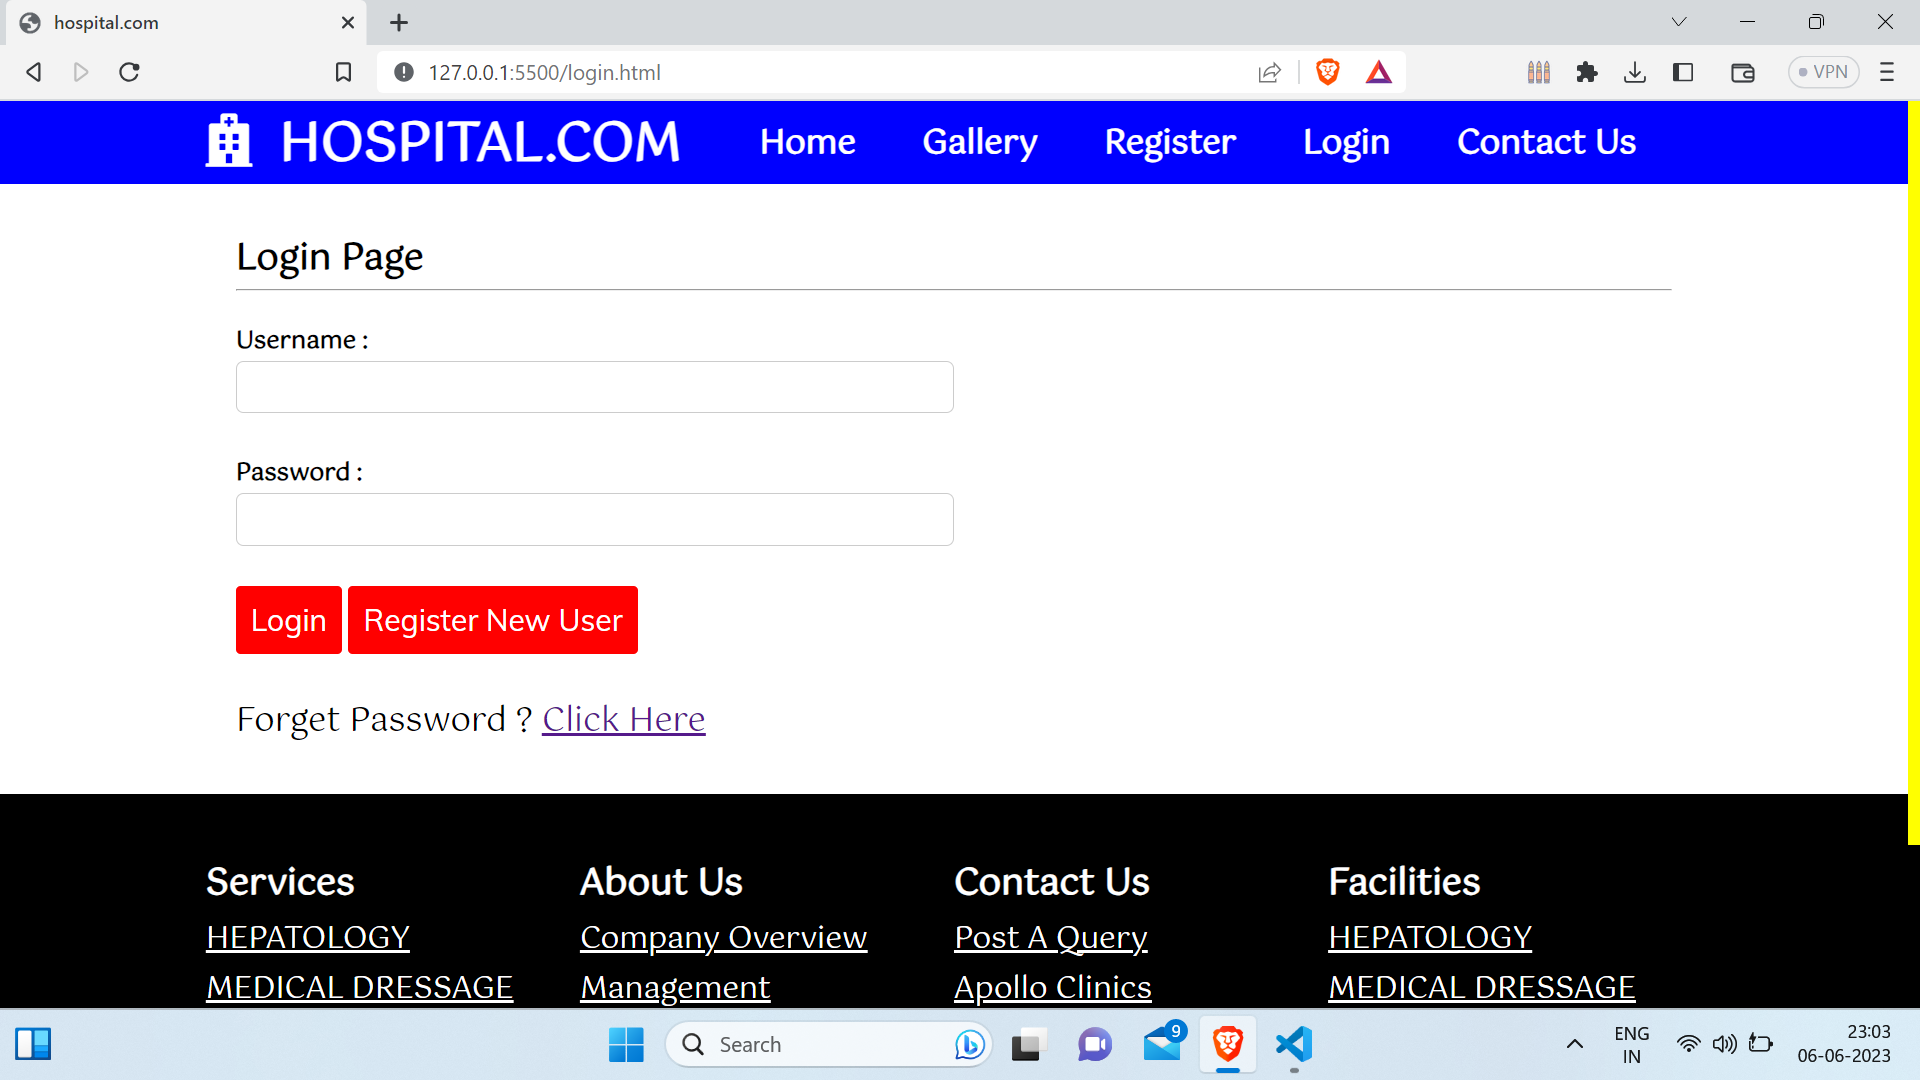 hospital.com
127.0.0.1:5500/login.html
VPN
HOSPITAL.COM Home Gallery Register Login Contact Us
Login Page
Username :
Password :
Login Register New User
Forget Password ? Click Here
Services About Us Contact Us Facilities
HEPATOLOGY Company Overview Post A Query HEPATOLOGY
MEDICAL DRESSAGE Management Apollo Clinics MEDICAL DRESSAGE
Search
9
ENG
IN
23:03
06-06-2023